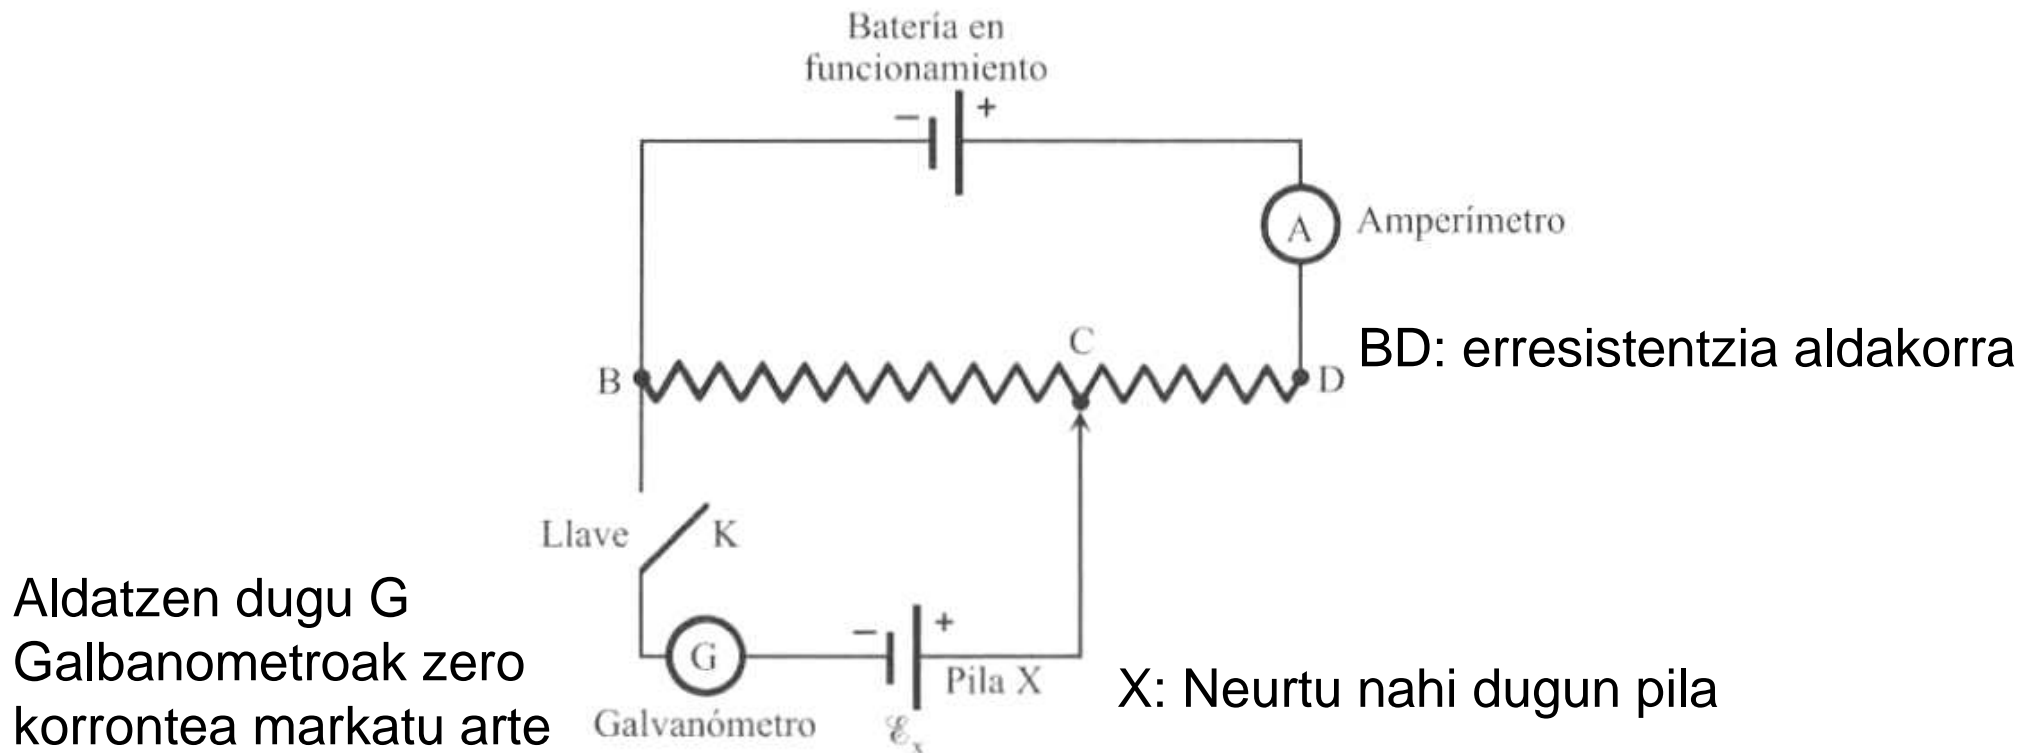 Batería en
funcionamiento
− +
A Amperímetro
C
BD: erresistentzia aldakorra
B D
Llave K
Aldatzen dugu G
Galbanometroak zero
korrontea markatu arte
− +
G
Pila X
X: Neurtu nahi dugun pila
Galvanómetro
ℰx